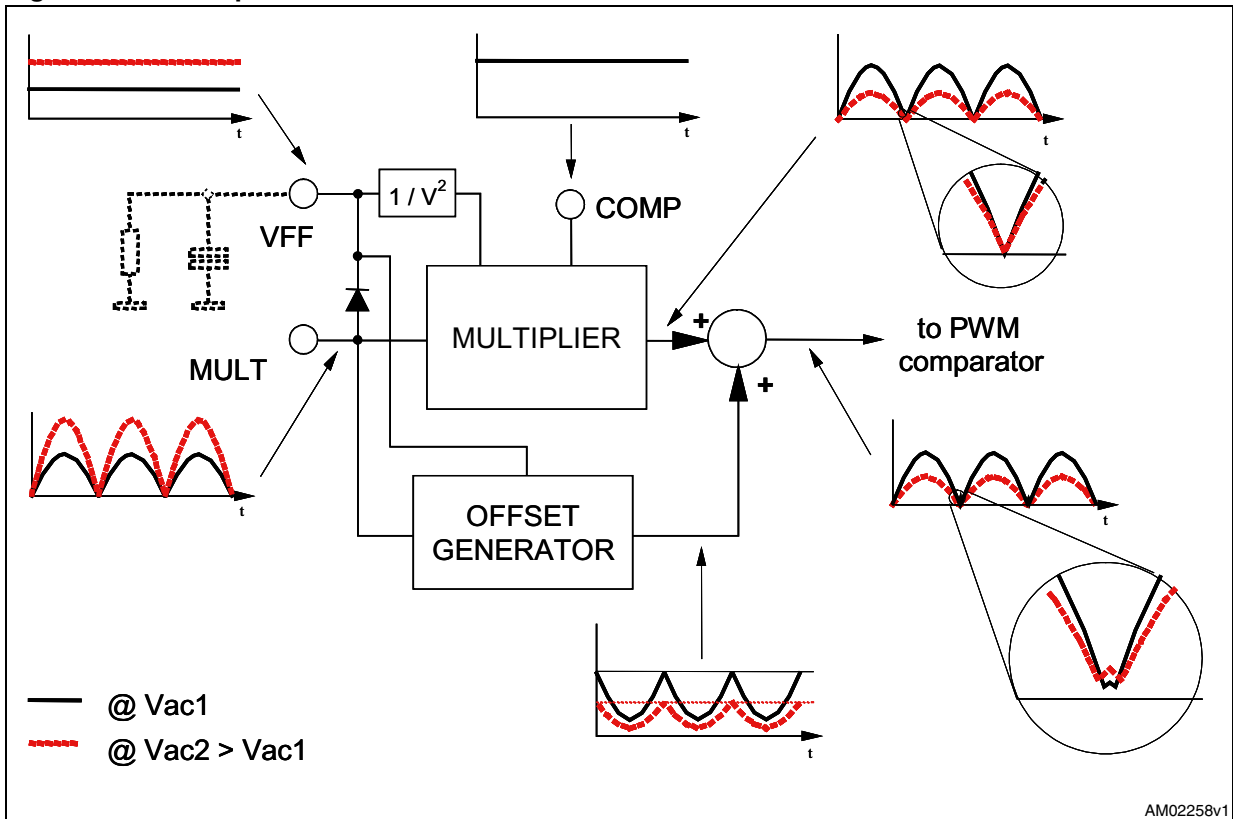 t
t
t
VFF
1 / V²
COMP
t
MULTIPLIER
+
to PWM
comparator
MULT
+
t
OFFSET
GENERATOR
t
@ Vac1
@ Vac2 > Vac1
AM02258v1